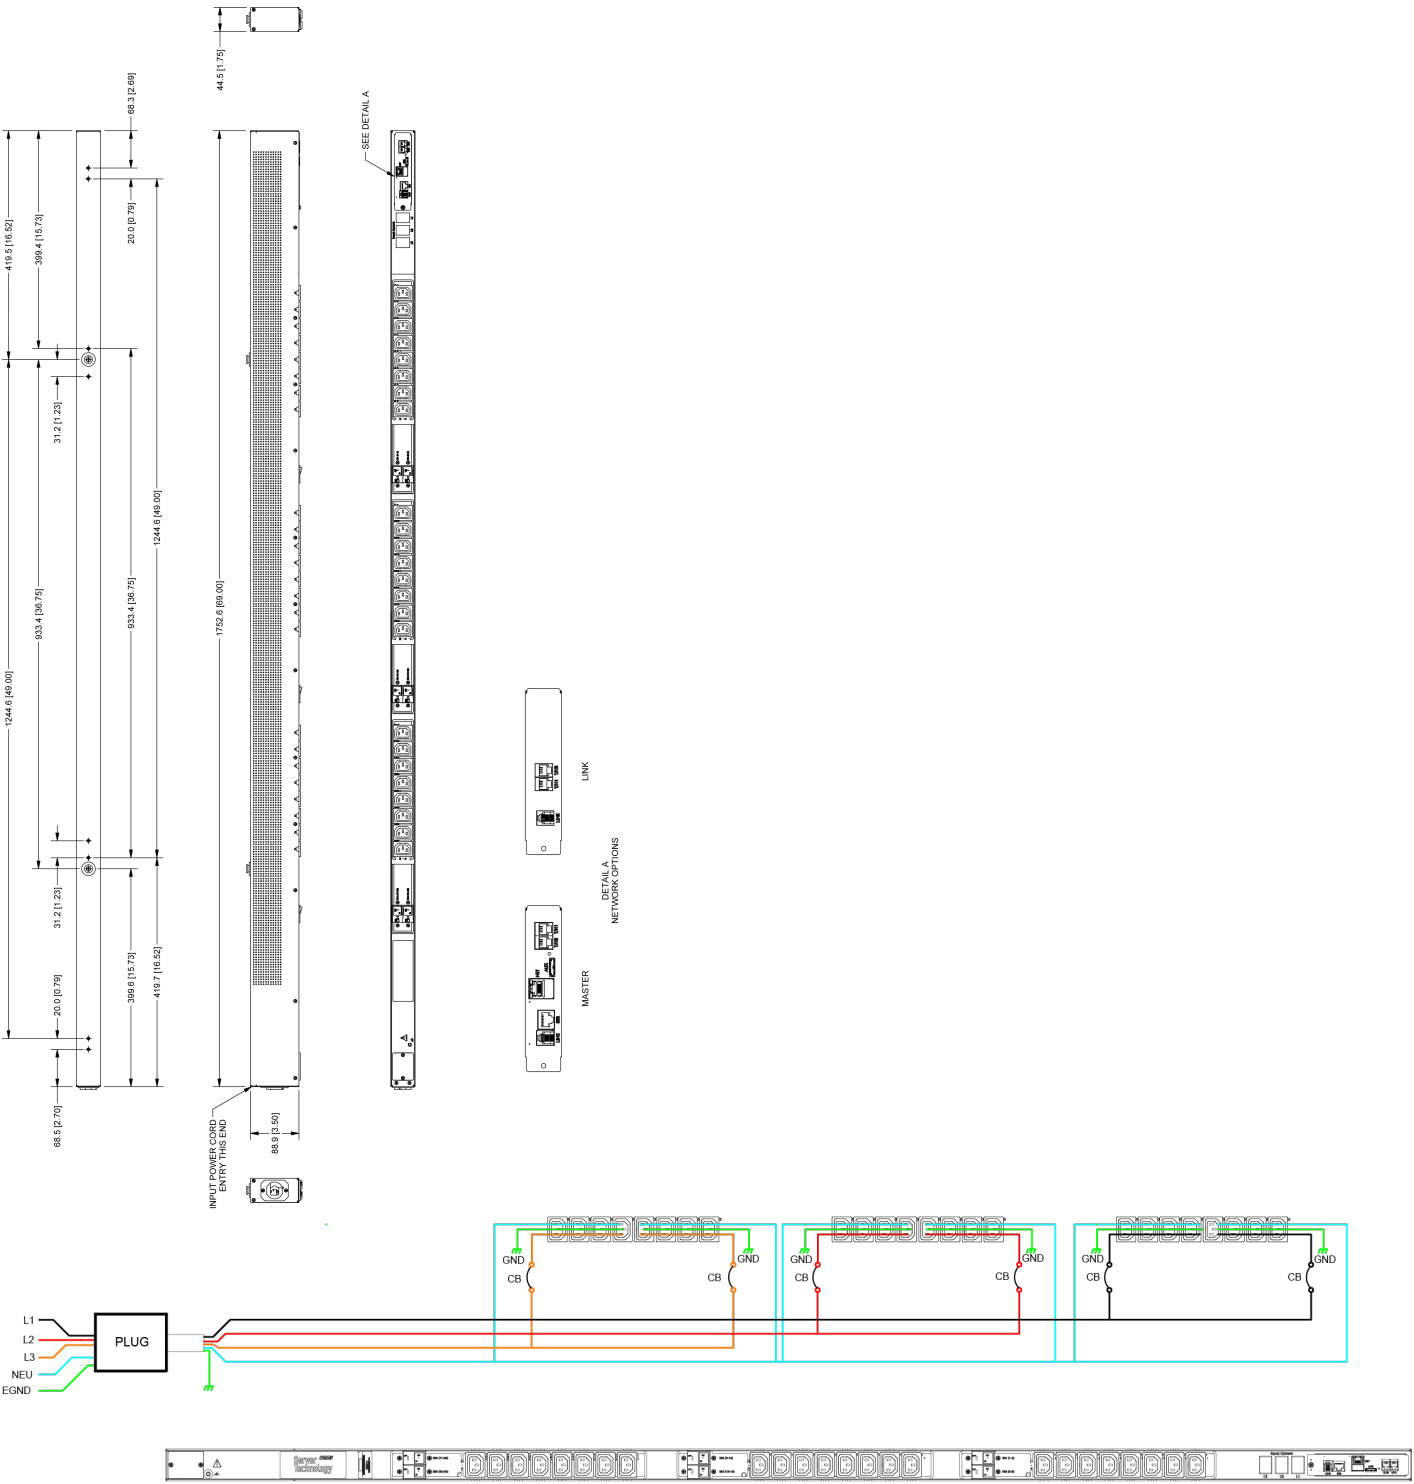 44.5 [1.75]
68.3 [2.69]
SEE DETAIL A
419.5 [16.52]
399.4 [15.73]
20.0 [0.79]
31.2 [1.23]
1244.6 [49.00]
1752.6 [69.00]
933.4 [36.75]
933.4 [36.75]
1244.6 [49.00]
LINK
DETAIL A
NETWORK OPTIONS
MASTER
31.2 [1.23]
399.6 [15.73]
419.7 [16.52]
20.0 [0.79]
68.5 [2.70]
INPUT POWER CORD
ENTRY THIS END
88.9 [3.50]
GND
GND
GND
GND
GND
GND
CB
CB
CB
CB
CB
CB
L1
L2
L3
NEU
EGND
PLUG
Server
Technology